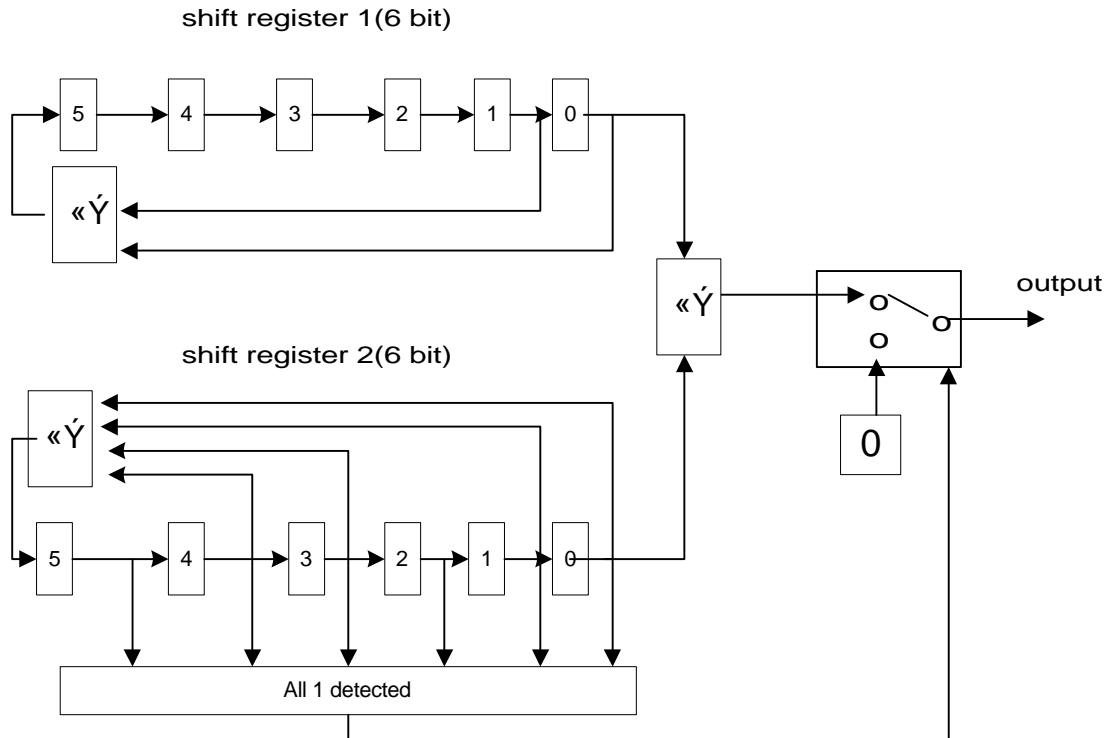 shift register 1(6 bit)
5 4 3 2 1 0
«Ý
«Ý
output
shift register 2(6 bit)
«Ý
0
5 4 3 2 1 0
All 1 detected